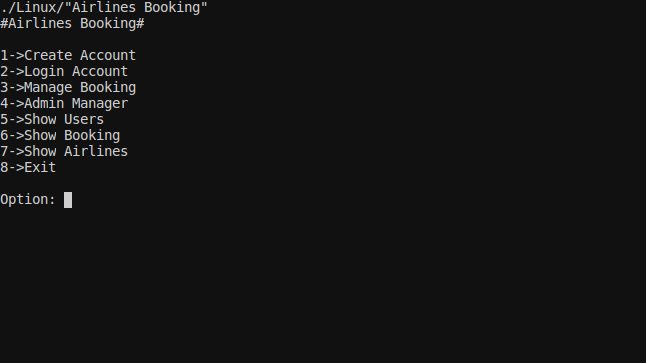 ./Linux/"Airlines Booking"
#Airlines Booking#
1->Create Account
2->Login Account
3->Manage Booking
4->Admin Manager
5->Show Users
6->Show Booking
7->Show Airlines
8->Exit
Option: